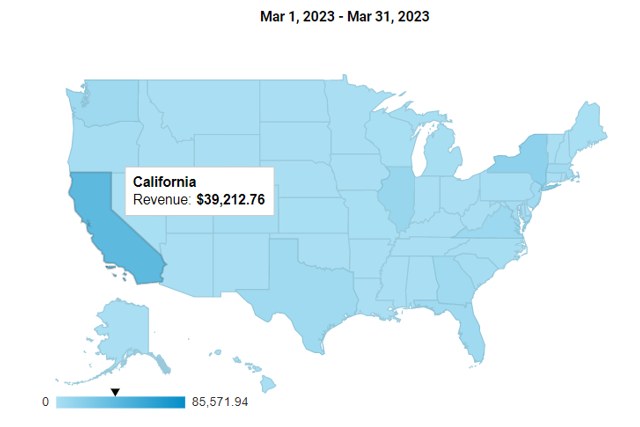 Mar 1, 2023 - Mar 31, 2023
California
Revenue: $39,212.76
0 85,571.94